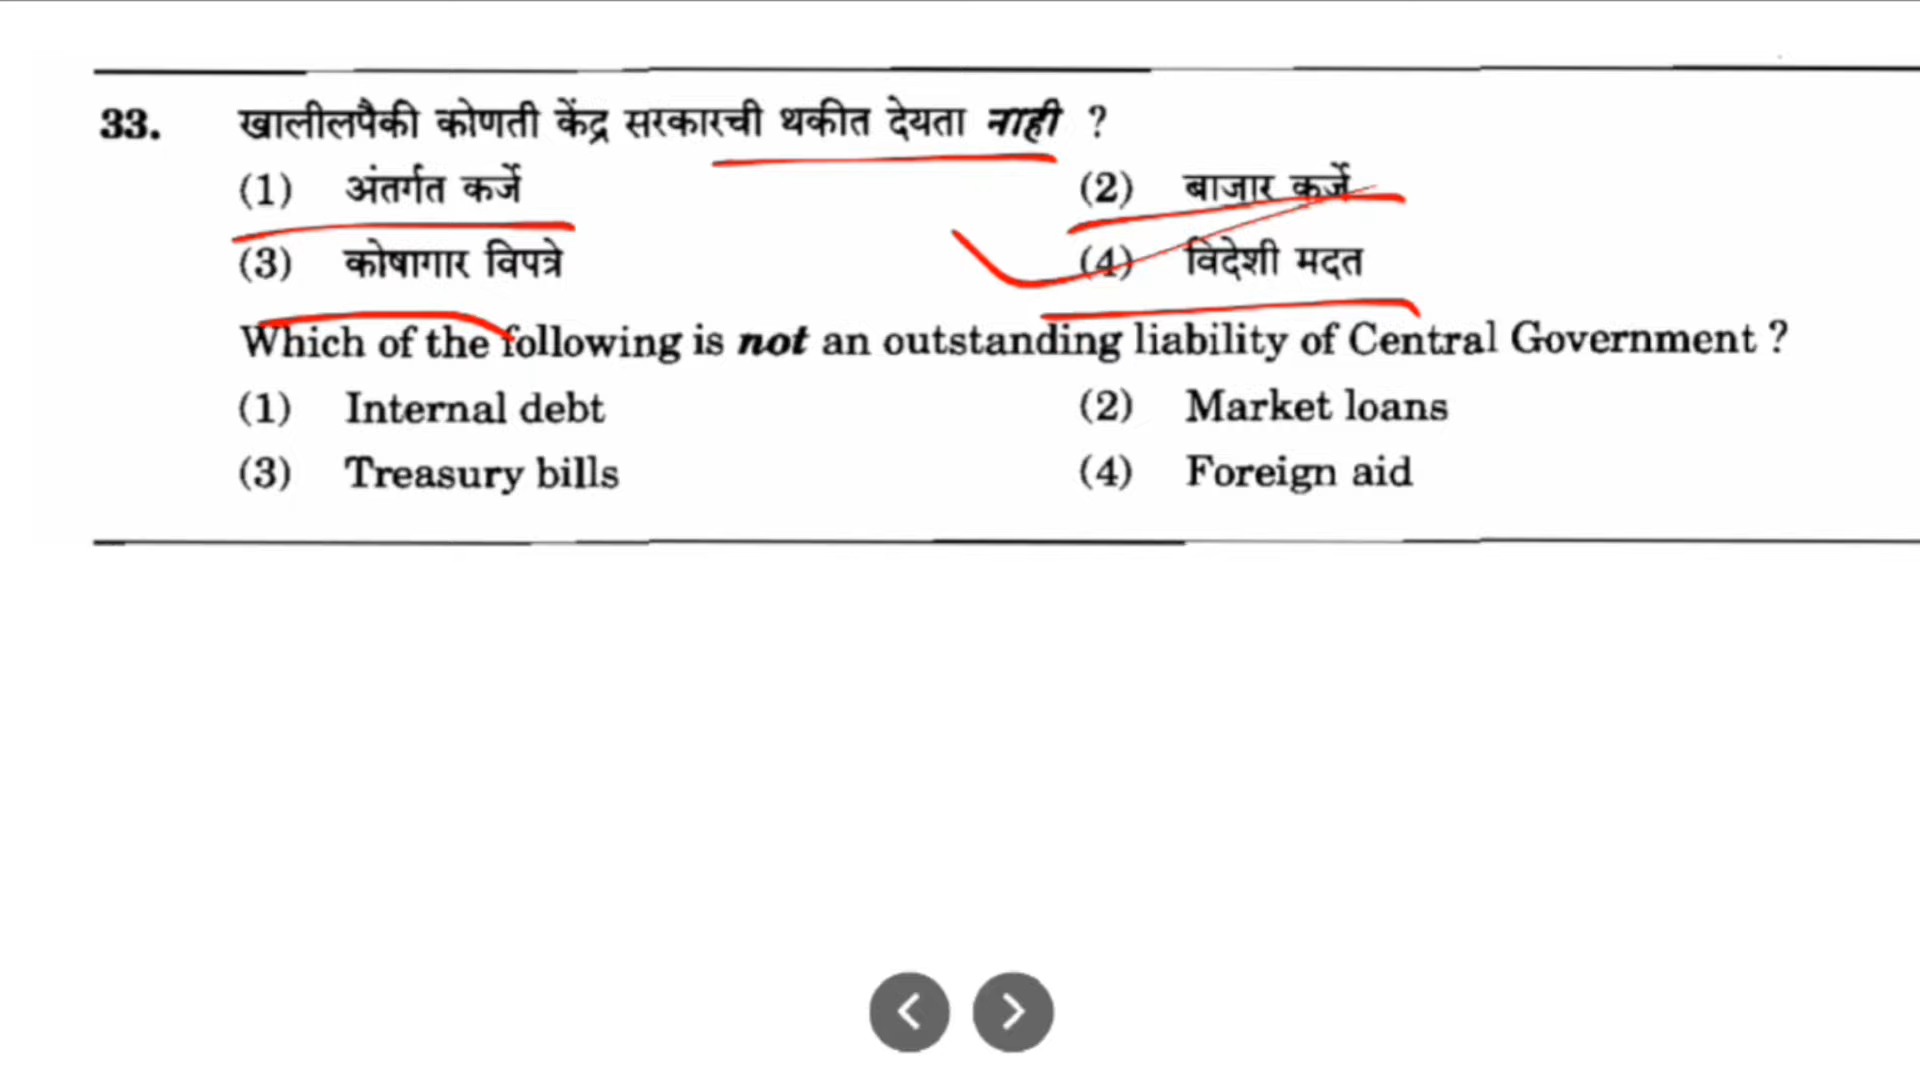 33. खालीलपैकी कोणती केंद्र सरकारची थकीत देयता नाही ?
(1) अंतर्गत कर्जे (2) बाजार कर्जे
(3) कोषागार विपत्रे (4) विदेशी मदत
Which of the following is not an outstanding liability of Central Government ?
(1) Internal debt (2) Market loans
(3) Treasury bills (4) Foreign aid